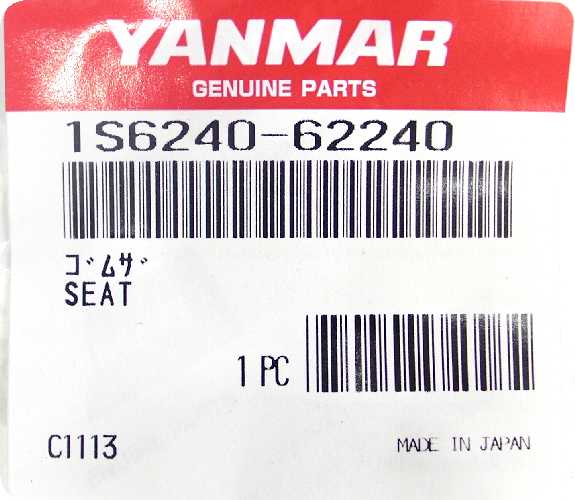 YANMAR
GENUINE PARTS
1S6240-62240
ゴムザ
SEAT
1 PC
C1113
MADE IN JAPAN